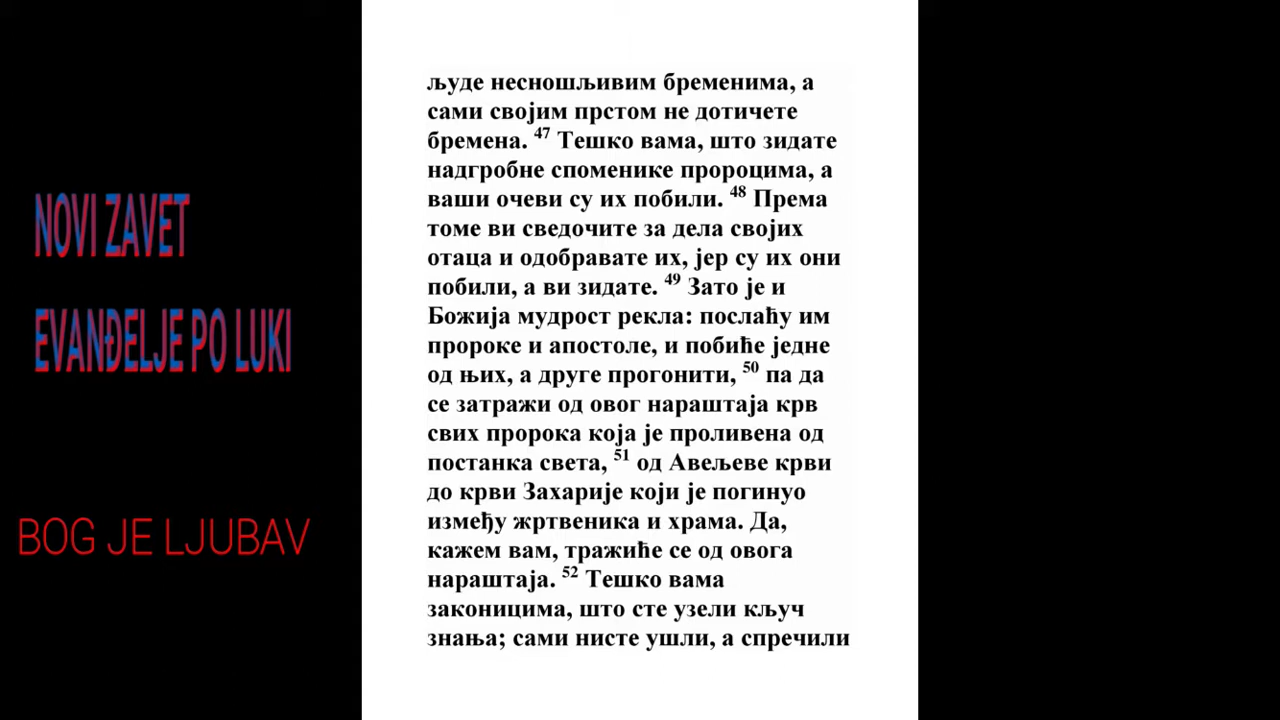 NOVI ZAVET
EVANĐELJE PO LUKI
BOG JE LJUBAV
људе несношљивим бременима, а
сами својим прстом не дотичете
бремена. 47 Тешко вама, што зидате
надгробне споменике пророцима, а
ваши очеви су их побили. 48 Према
томе ви сведочите за дела својих
отаца и одобравате их, јер су их они
побили, а ви зидате. 49 Зато је и
Божија мудрост рекла: послаћу им
пророке и апостоле, и побиће једне
од њих, а друге прогонити, 50 па да
се затражи од овог нараштаја крв
свих пророка која је проливена од
постанка света, 51 од Авељеве крви
до крви Захарије који је погинуо
између жртвеника и храма. Да,
кажем вам, тражиће се од овога
нараштаја. 52 Тешко вама
законицима, што сте узели кључ
знања; сами нисте ушли, а спречили